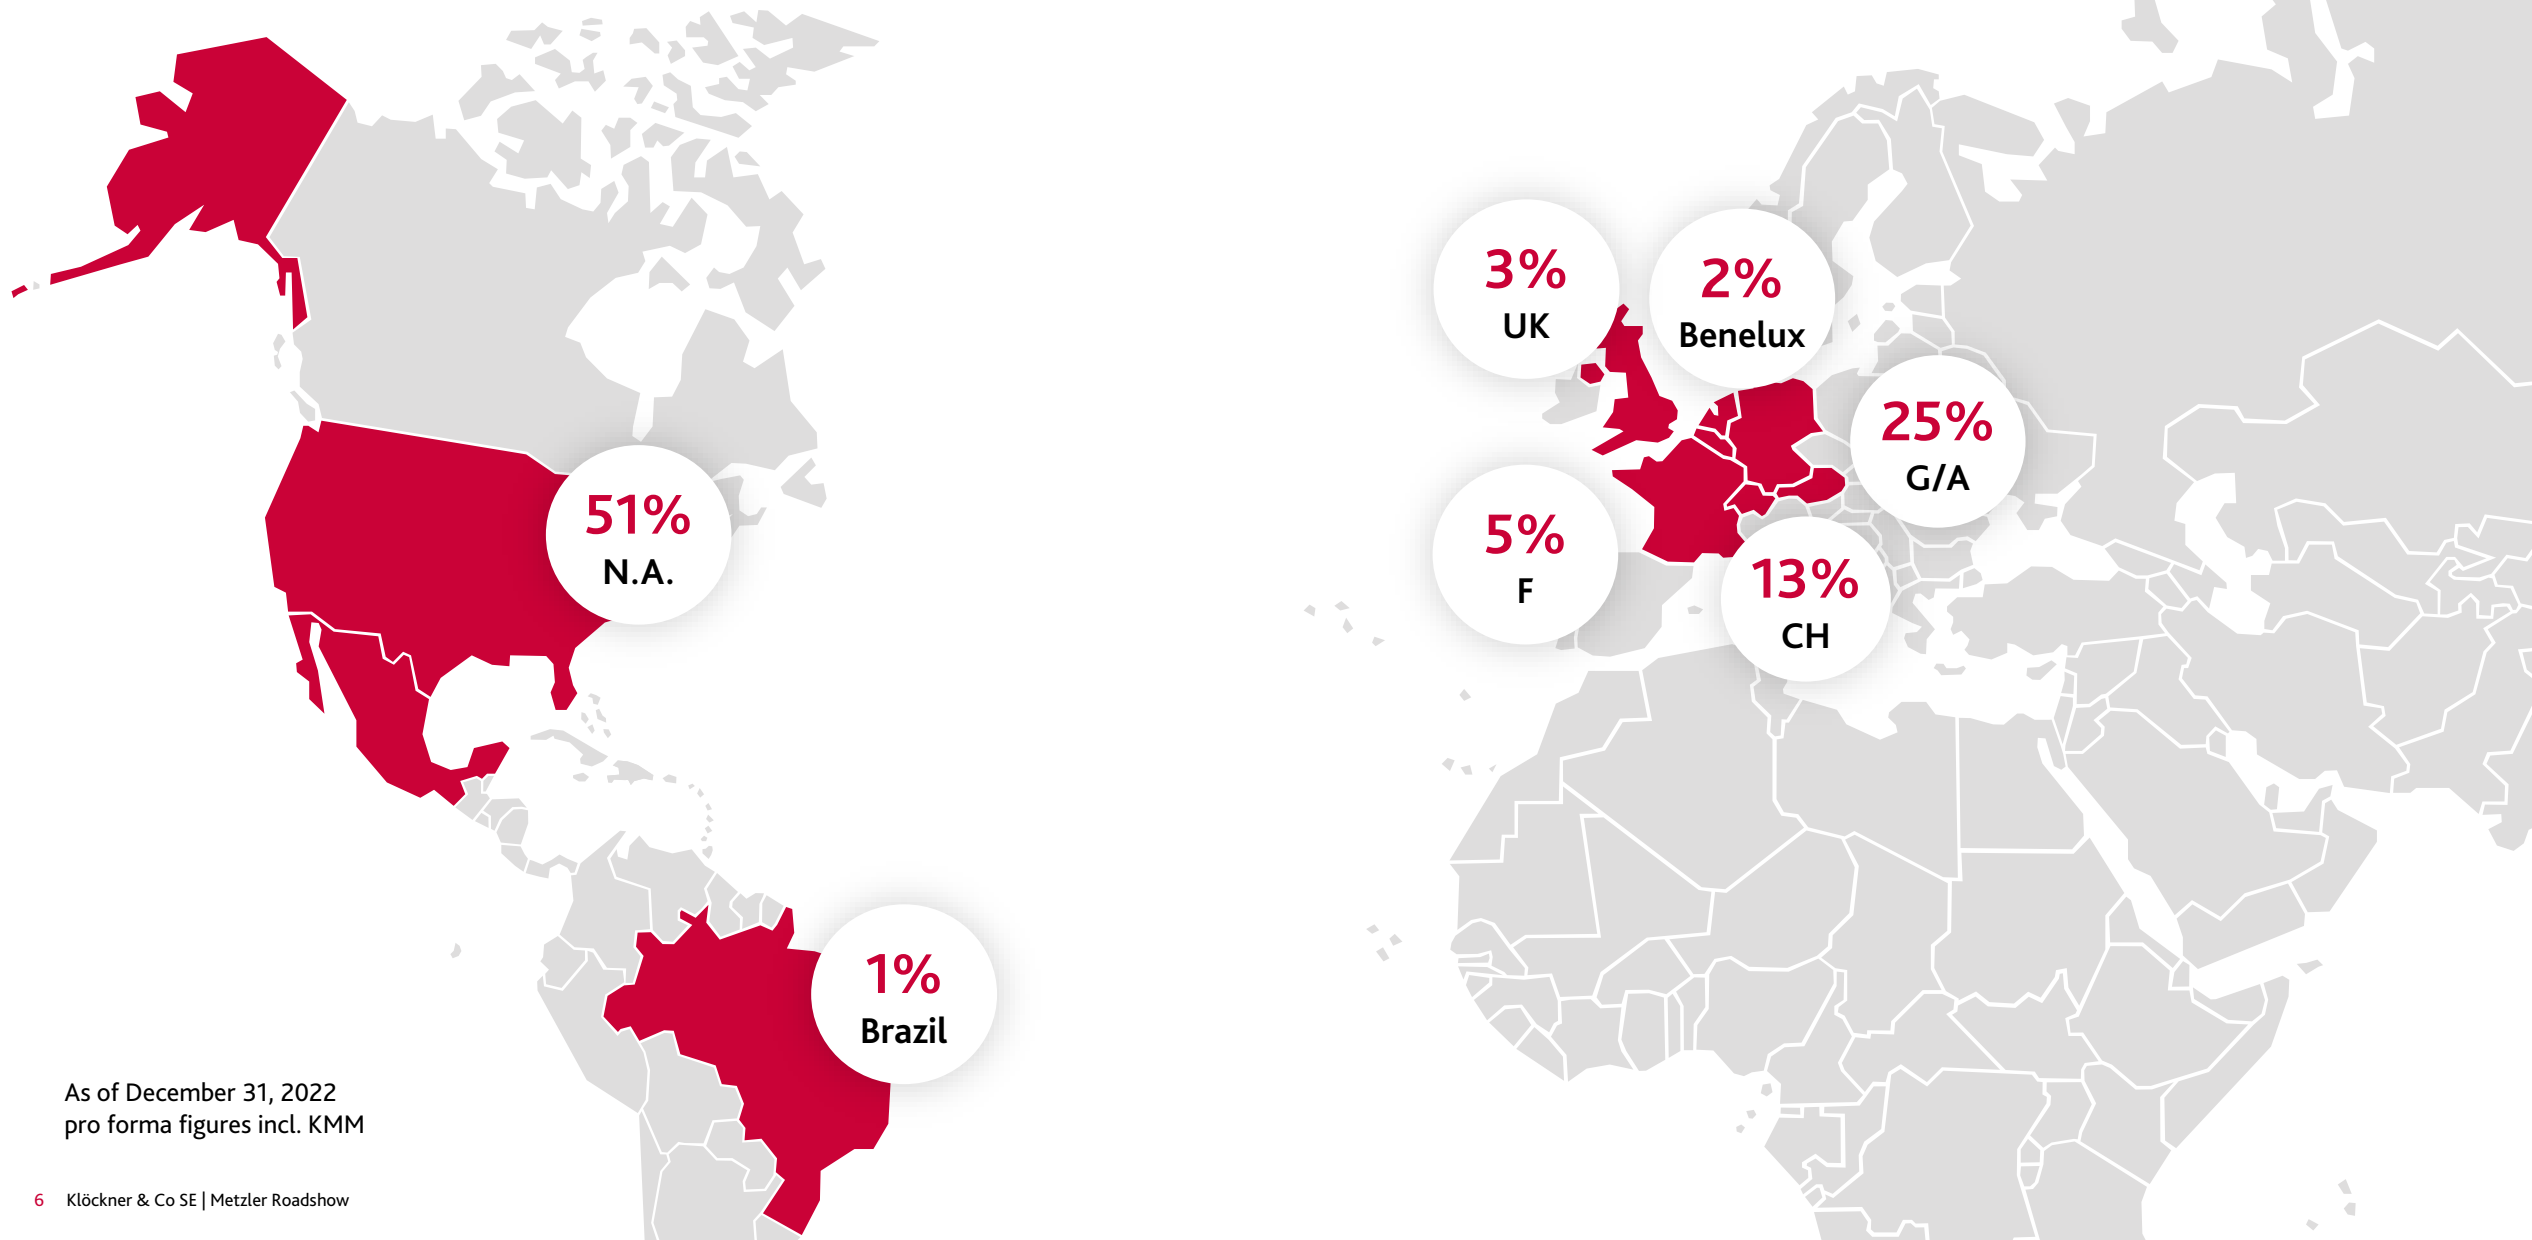 3%
UK
2%
Benelux
25%
G/A
51%
N.A.
5%
F
13%
CH
1%
Brazil
As of December 31, 2022
pro forma figures incl. KMM
6 Klöckner & Co SE | Metzler Roadshow